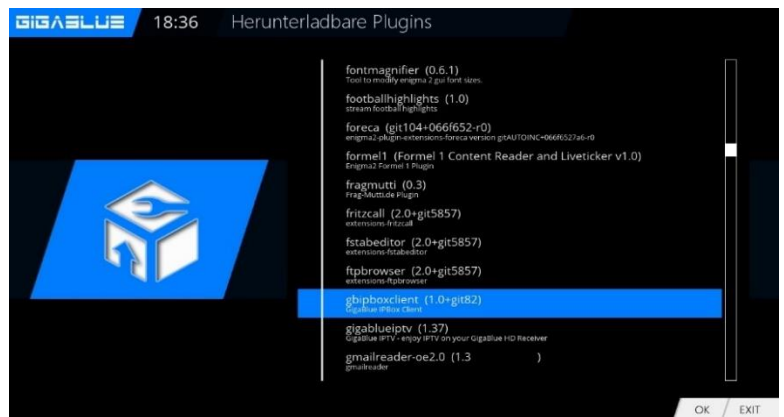 GIGABLUE 18:36 Herunterladbare Plugins
fontmagnifier (0.6.1)
Tool to modify enigma 2 gui font sizes.
footballhighlights (1.0)
stream football highlights
foreca (git104+066f652-r0)
enigma2-plugin-extensions-foreca version gitAUTOINC+066f6527a6-r0
formel1 (Formel 1 Content Reader and Liveticker v1.0)
Enigma2 Formel 1 Plugin
fragmutti (0.3)
Frag-Mutti.de Plugin
fritzcall (2.0+git5857)
extensions-fritzcall
fstabeditor (2.0+git5857)
extensions-fstabeditor
ftpbrowser (2.0+git5857)
extensions-ftpbrowser
gbipboxclient (1.0+git82)
GigaBlue IPBox Client
gigablueiptv (1.37)
GigaBlue IPTV - enjoy IPTV on your GigaBlue HD Receiver
gmailreader-oe2.0 (1.3 )
gmailreader
OK EXIT